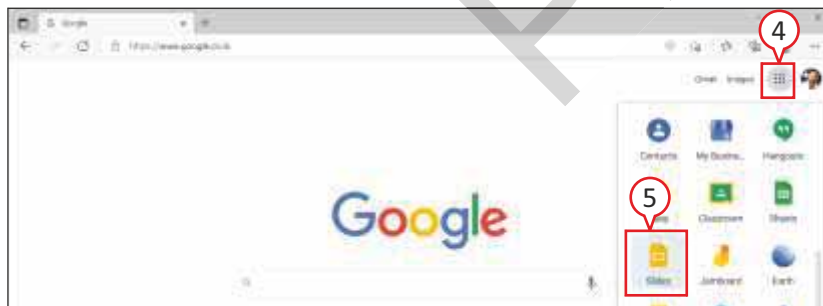 Google
https://www.google.co.in
4
Gmail Images
Contacts My Busine... Hangouts
5
Classroom Sheets
Google
Slides Jamboard Earth